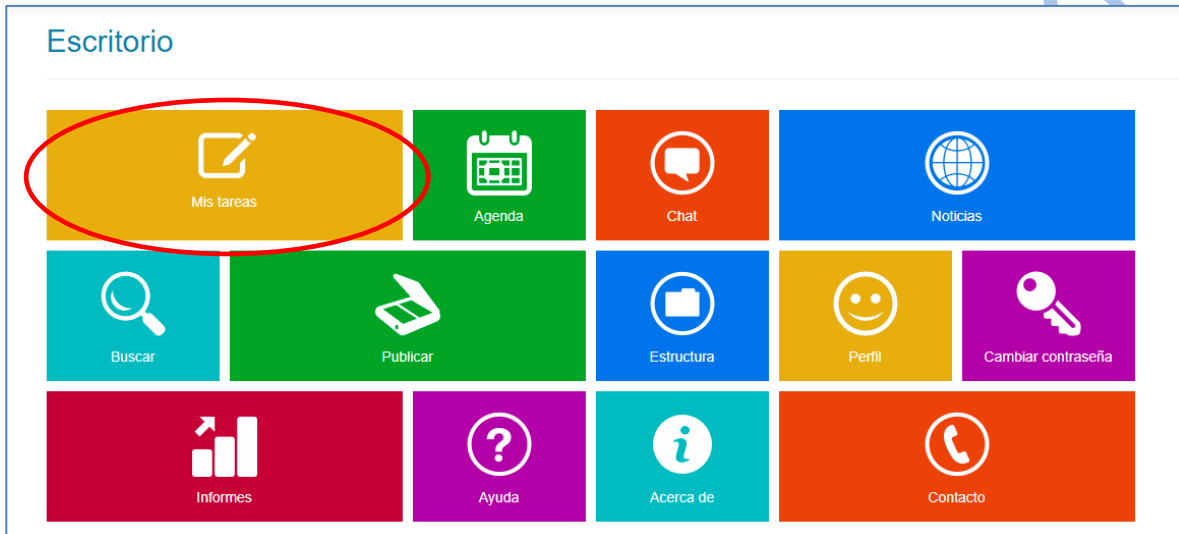 Escritorio
Mis tareas
Agenda
Chat
Noticias
Buscar
Publicar
Estructura
Perfil
Cambiar contraseña
Informes
Ayuda
Acerca de
Contacto